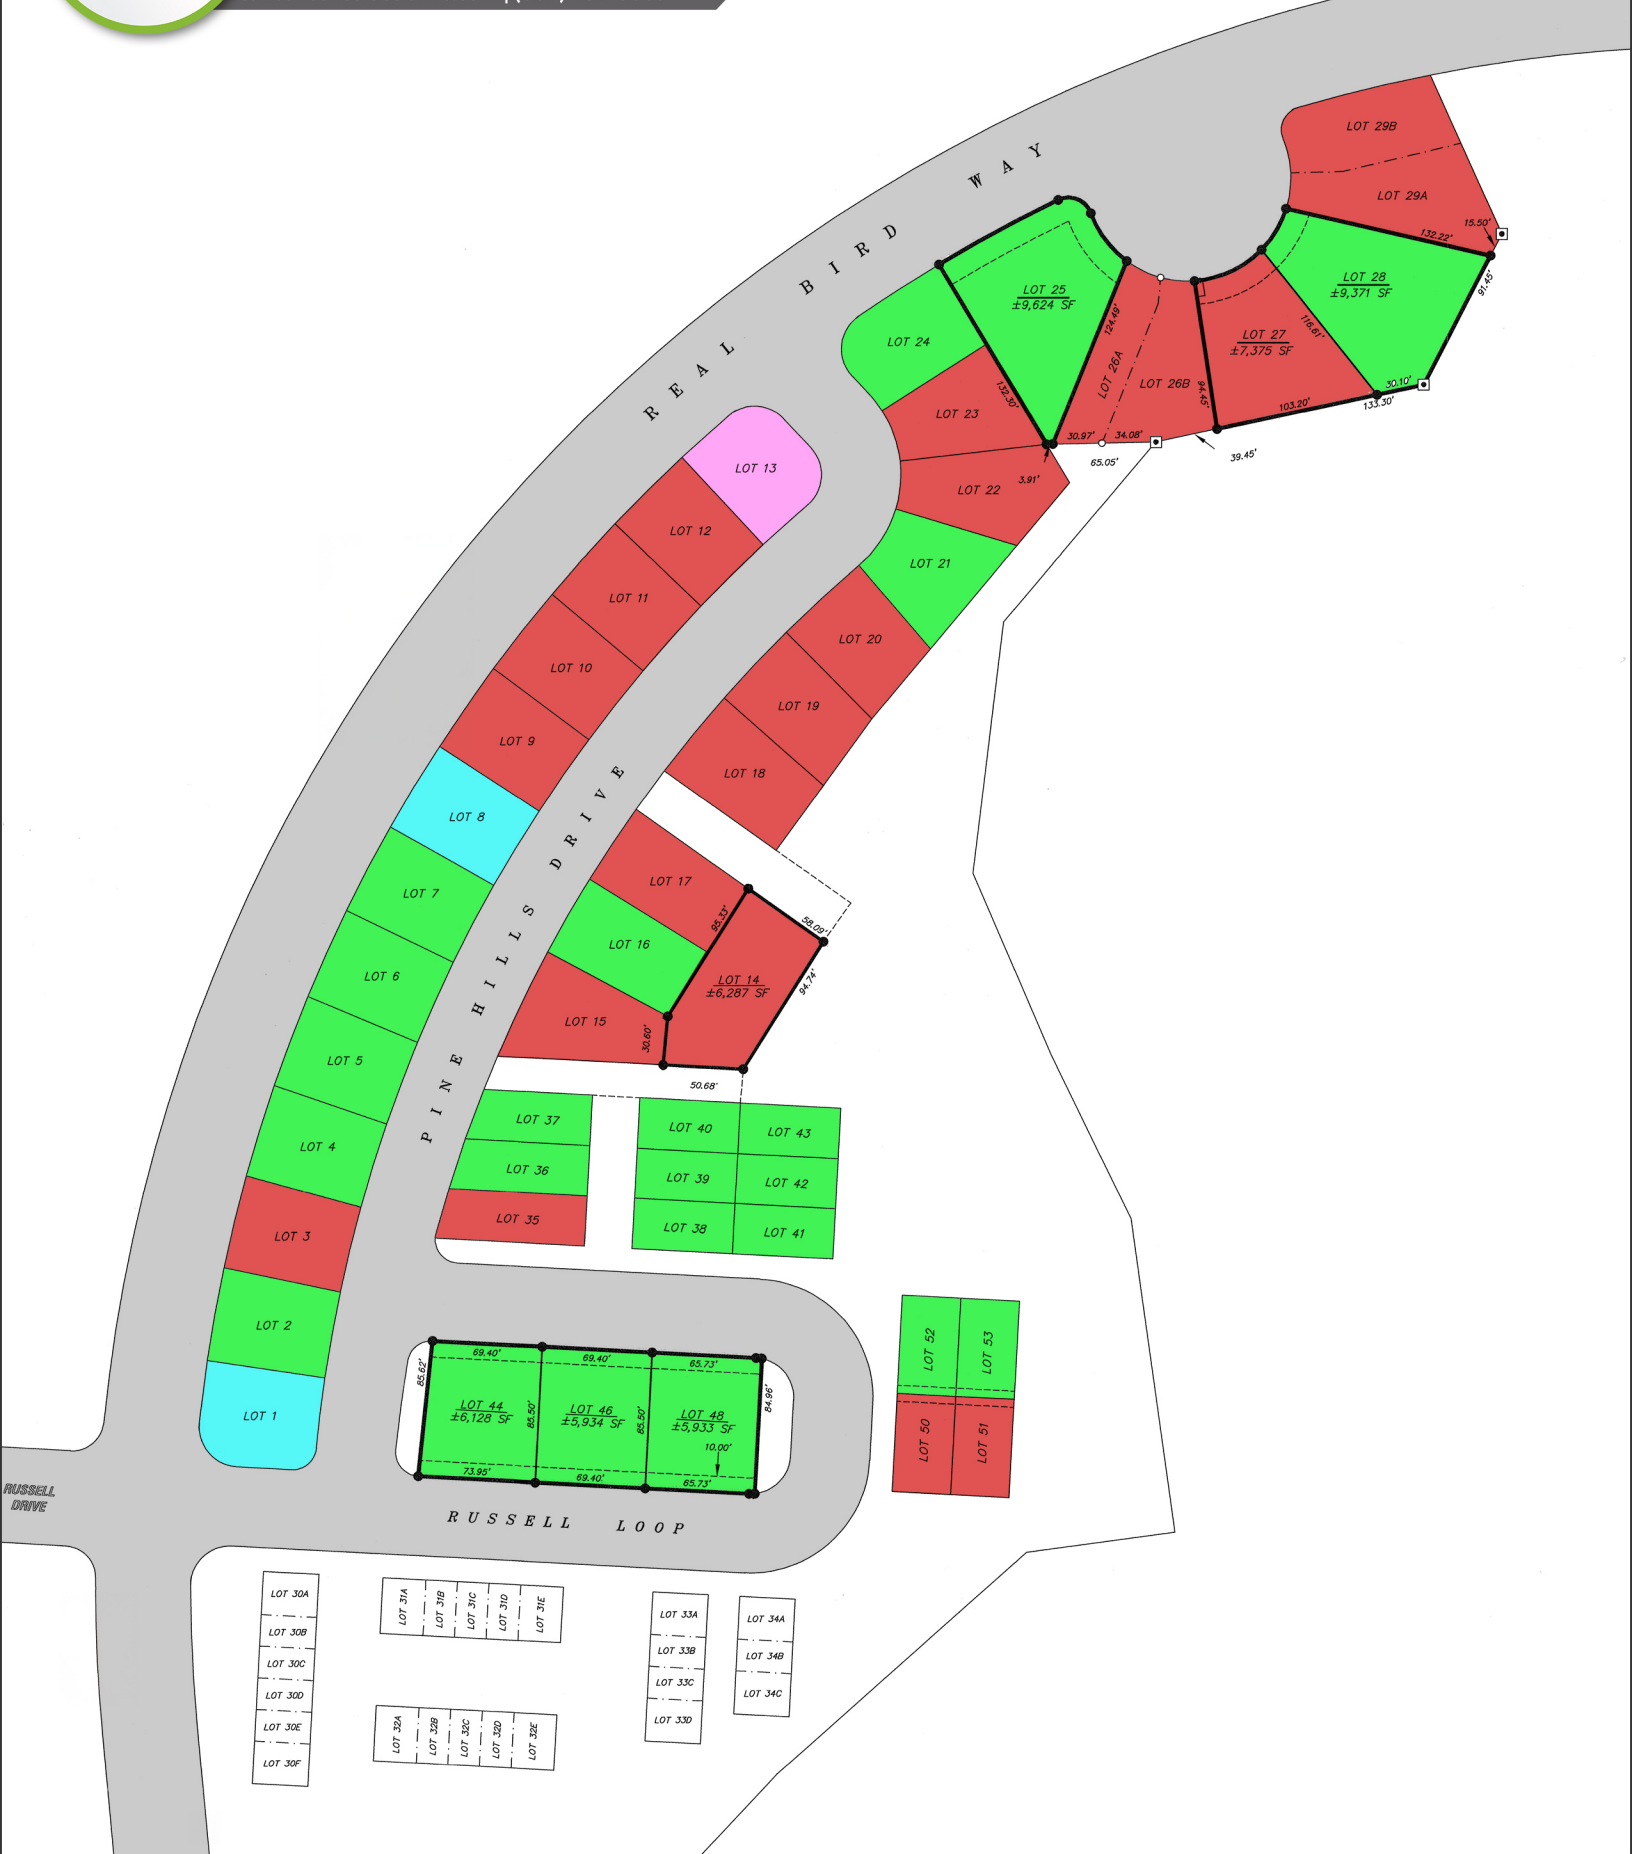 LOT 29B
REAL BIRD WAY
LOT 29A
15.50'
132.22'
LOT 28
±9,371 SF
91.45'
LOT 25
±9,624 SF
124.49'
116.61'
LOT 27
±7,375 SF
LOT 24
LOT 26A
LOT 26B
94.45'
30.10'
133.30'
103.20'
132.30'
LOT 23
30.97'
34.08'
39.45'
65.05'
3.91'
LOT 13
LOT 22
LOT 12
LOT 21
LOT 11
LOT 20
LOT 10
LOT 19
LOT 9
LOT 18
PINE HILLS DRIVE
LOT 8
LOT 7
LOT 17
95.33'
58.09'
LOT 16
LOT 6
LOT 14
±6,287 SF
94.74'
LOT 15
30.60'
LOT 5
50.68'
LOT 37
LOT 40
LOT 43
LOT 4
LOT 36
LOT 39
LOT 42
LOT 35
LOT 38
LOT 41
LOT 3
LOT 2
LOT 52
LOT 53
69.40'
69.40'
65.73'
85.62'
84.96'
LOT 1
LOT 44
±6,128 SF
85.50'
LOT 46
±5,934 SF
85.50'
LOT 48
±5,933 SF
10.00'
LOT 50
LOT 51
73.95'
69.40'
65.73'
RUSSELL
DRIVE
RUSSELL LOOP
LOT 30A
LOT 30B
LOT 30C
LOT 30D
LOT 30E
LOT 30F
LOT 31A
LOT 31B
LOT 31C
LOT 31D
LOT 31E
LOT 32A
LOT 32B
LOT 32C
LOT 32D
LOT 32E
LOT 33A
LOT 33B
LOT 33C
LOT 33D
LOT 34A
LOT 34B
LOT 34C